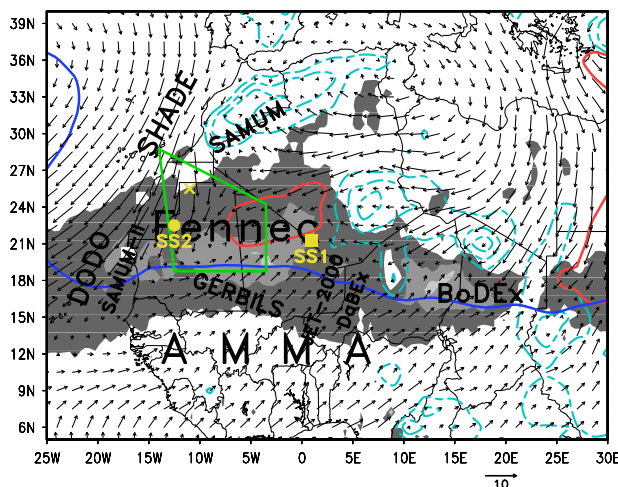 39N
36N
33N
30N
27N
24N
21N
18N
15N
12N
9N
6N
SHADE
SAMUM
Fennec
SS2
SS1
DODO
SAMUM-II
GERBILS
JET-2000
DaBEx
BoDEx
A M M A
25W 20W 15W 10W 5W 0 5E 10E 15E 20E 25E 30E
10